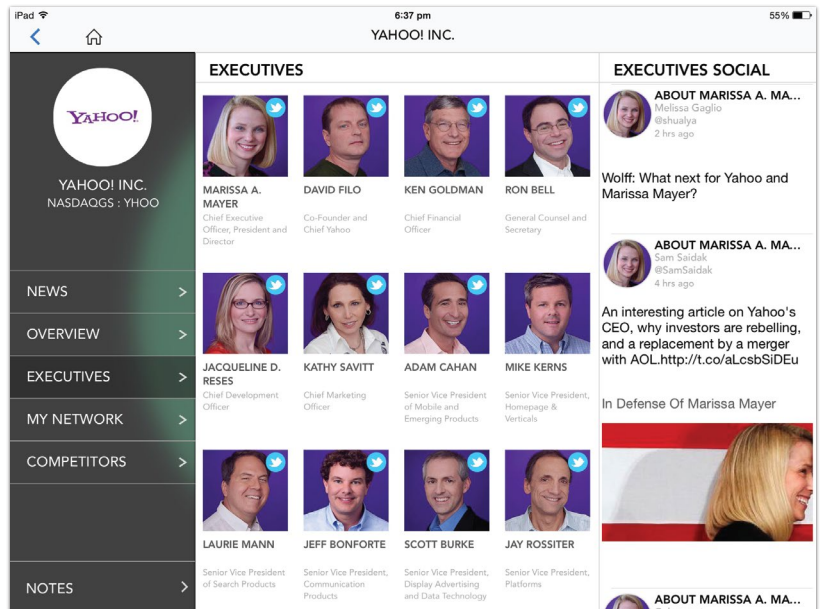 iPad
6:37 pm
55%
YAHOO! INC.
YAHOO!
YAHOO! INC.
NASDAQGS : YHOO
NEWS
OVERVIEW
EXECUTIVES
MY NETWORK
COMPETITORS
NOTES
EXECUTIVES
MARISSA A.
MAYER
Chief Executive
Officer, President and
Director
DAVID FILO
Co-Founder and
Chief Yahoo
KEN GOLDMAN
Chief Financial
Officer
RON BELL
General Counsel and
Secretary
JACQUELINE D.
RESES
Chief Development
Officer
KATHY SAVITT
Chief Marketing
Officer
ADAM CAHAN
Senior Vice President
of Mobile and
Emerging Products
MIKE KERNS
Senior Vice President,
Homepage &
Verticals
LAURIE MANN
Senior Vice President
of Search Products
JEFF BONFORTE
Senior Vice President,
Communication
Products
SCOTT BURKE
Senior Vice President,
Display Advertising
and Data Technology
JAY ROSSITER
Senior Vice President,
Platforms
EXECUTIVES SOCIAL
ABOUT MARISSA A. MA...
Melissa Gaglio
@shualya
2 hrs ago
Wolff: What next for Yahoo and
Marissa Mayer?
ABOUT MARISSA A. MA...
Sam Saidak
@SamSaidak
4 hrs ago
An interesting article on Yahoo's
CEO, why investors are rebelling,
and a replacement by a merger
with AOL.http://t.co/aLcsbSiDEu
In Defense Of Marissa Mayer
ABOUT MARISSA A. MA...